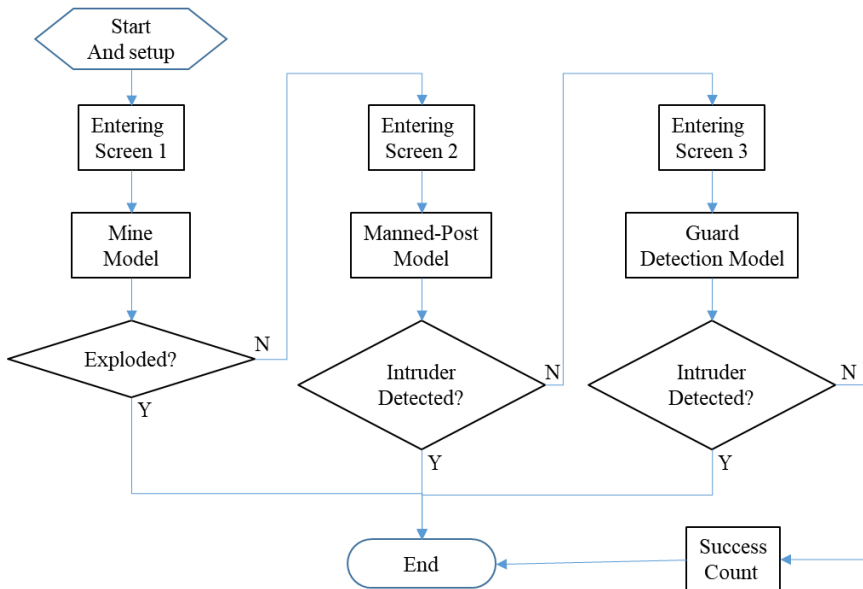 Start
And setup
Entering
Screen 1
Mine
Model
Exploded?
N
Y
Entering
Screen 2
Manned-Post
Model
Intruder
Detected?
N
Y
Entering
Screen 3
Guard
Detection Model
Intruder
Detected?
N
Y
Success
Count
End